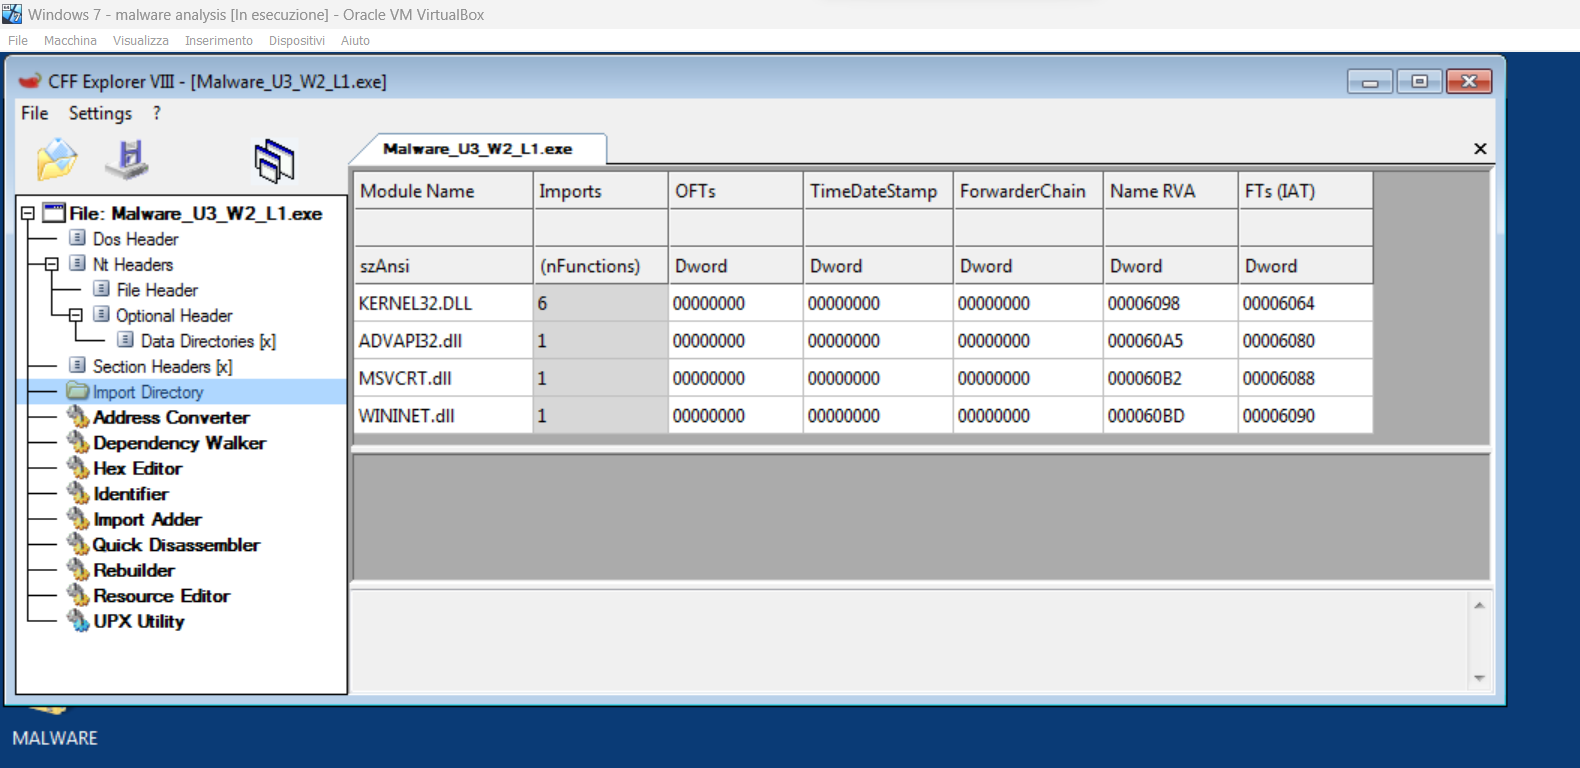 Windows 7 - malware analysis [In esecuzione] - Oracle VM VirtualBox
File Macchina Visualizza Inserimento Dispositivi Aiuto
CFF Explorer VIII - [Malware_U3_W2_L1.exe]
File Settings ?
Malware_U3_W2_L1.exe
File: Malware_U3_W2_L1.exe
Dos Header
Nt Headers
File Header
Optional Header
Data Directories [x]
Section Headers [x]
Import Directory
Address Converter
Dependency Walker
Hex Editor
Identifier
Import Adder
Quick Disassembler
Rebuilder
Resource Editor
UPX Utility
Module Name Imports OFTs TimeDateStamp ForwarderChain Name RVA FTs (IAT)
szAnsi (nFunctions) Dword Dword Dword Dword Dword
KERNEL32.DLL 6 00000000 00000000 00000000 00006098 00006064
ADVAPI32.dll 1 00000000 00000000 00000000 000060A5 00006080
MSVCRT.dll 1 00000000 00000000 00000000 000060B2 00006088
WININET.dll 1 00000000 00000000 00000000 000060BD 00006090
MALWARE